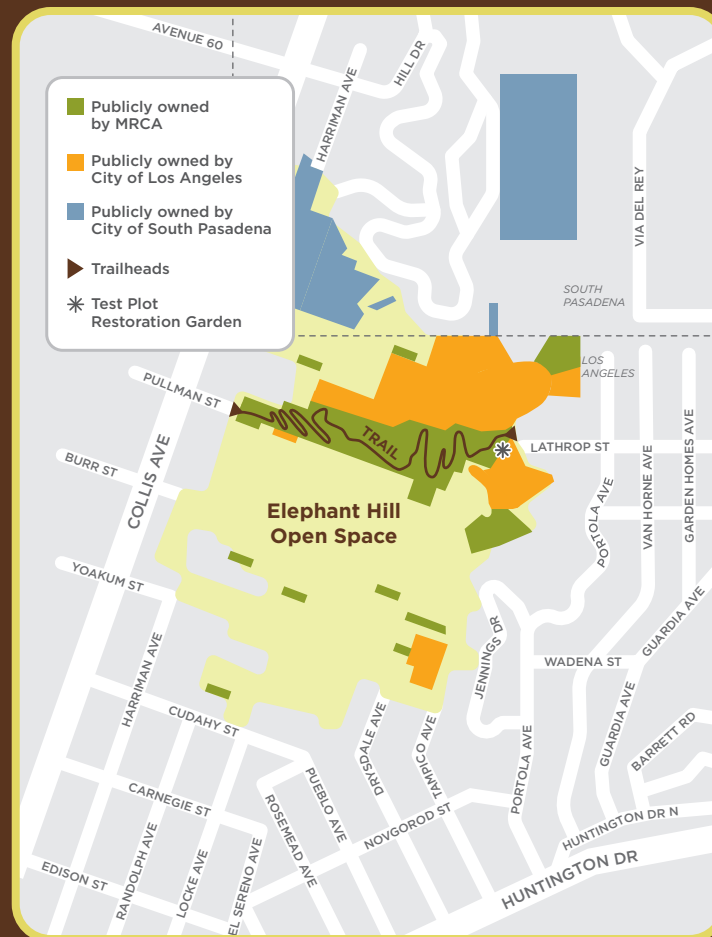 AVENUE 60
HARRIMAN AVE
HILL DR
Publicly owned
by MRCA
Publicly owned by
City of Los Angeles
Publicly owned by
City of South Pasadena
Trailheads
Test Plot
Restoration Garden
VIA DEL REY
SOUTH
PASADENA
LOS
ANGELES
PULLMAN ST
COLLIS AVE
BURR ST
TRAIL
LATHROP ST
PORTOLA AVE
VAN HORNE AVE
GARDEN HOMES AVE
Elephant Hill
Open Space
YOAKUM ST
HARRIMAN AVE
JENNINGS DR
WADENA ST
GUARDIA AVE
GUARDIA AVE
BARRETT RD
CUDAHY ST
DRYSDALE AVE
TAMPICO AVE
PORTOLA AVE
CARNEGIE ST
PUEBLO AVE
ROSEMEAD AVE
NOVGOROD ST
HUNTINGTON DR N
HUNTINGTON DR
EDISON ST
RANDOLPH AVE
LOCKE AVE
EL SERENO AVE